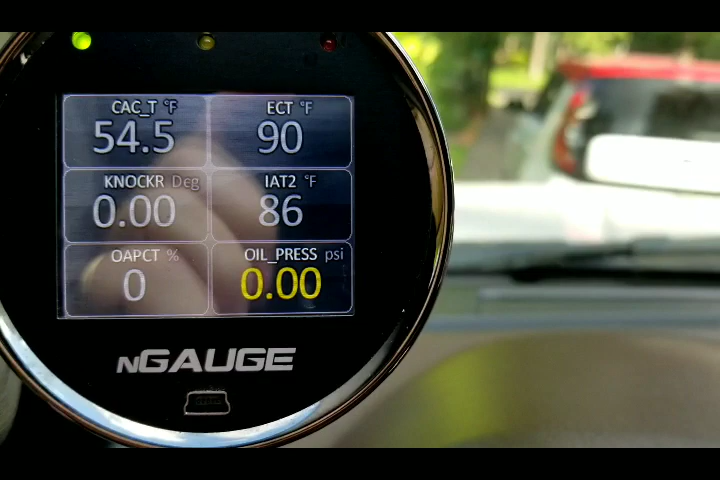 CAC_T °F
ECT °F
54.5
90
KNOCKR Deg
IAT2 °F
0.00
86
OAPCT %
OIL_PRESS psi
0
0.00
nGAUGE